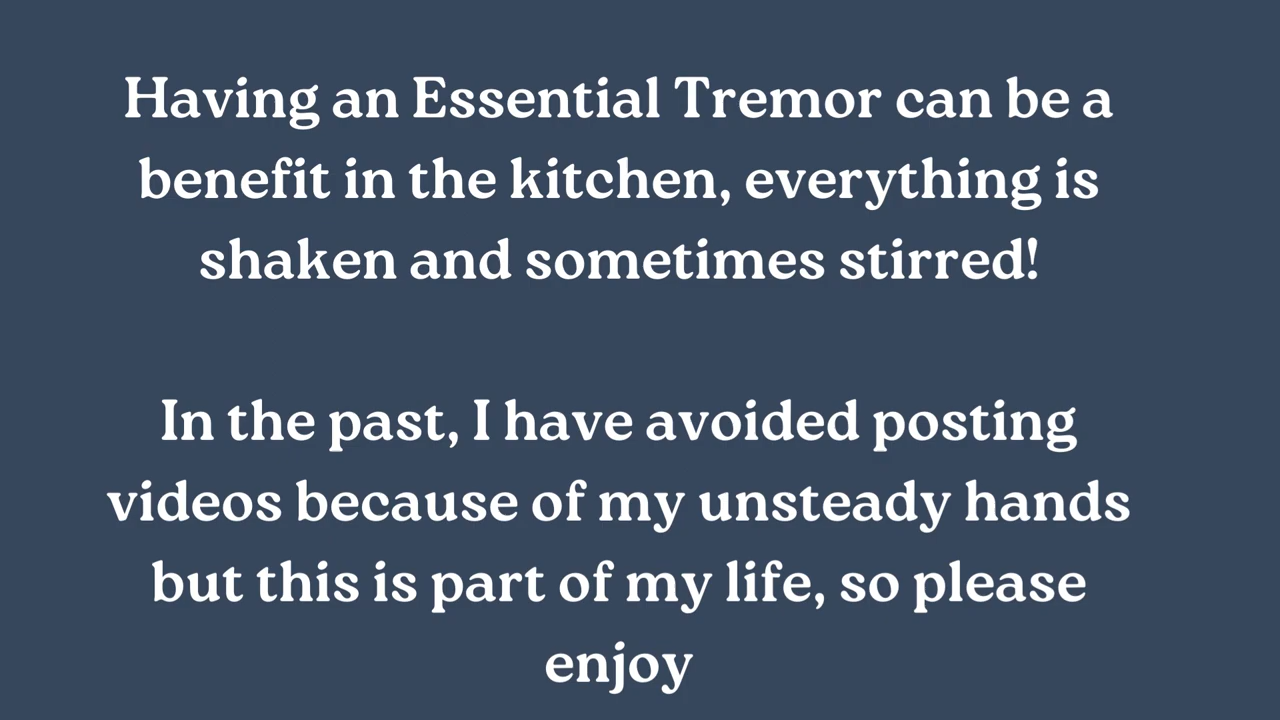 Having an Essential Tremor can be a
benefit in the kitchen, everything is
shaken and sometimes stirred!
In the past, I have avoided posting
videos because of my unsteady hands
but this is part of my life, so please
enjoy